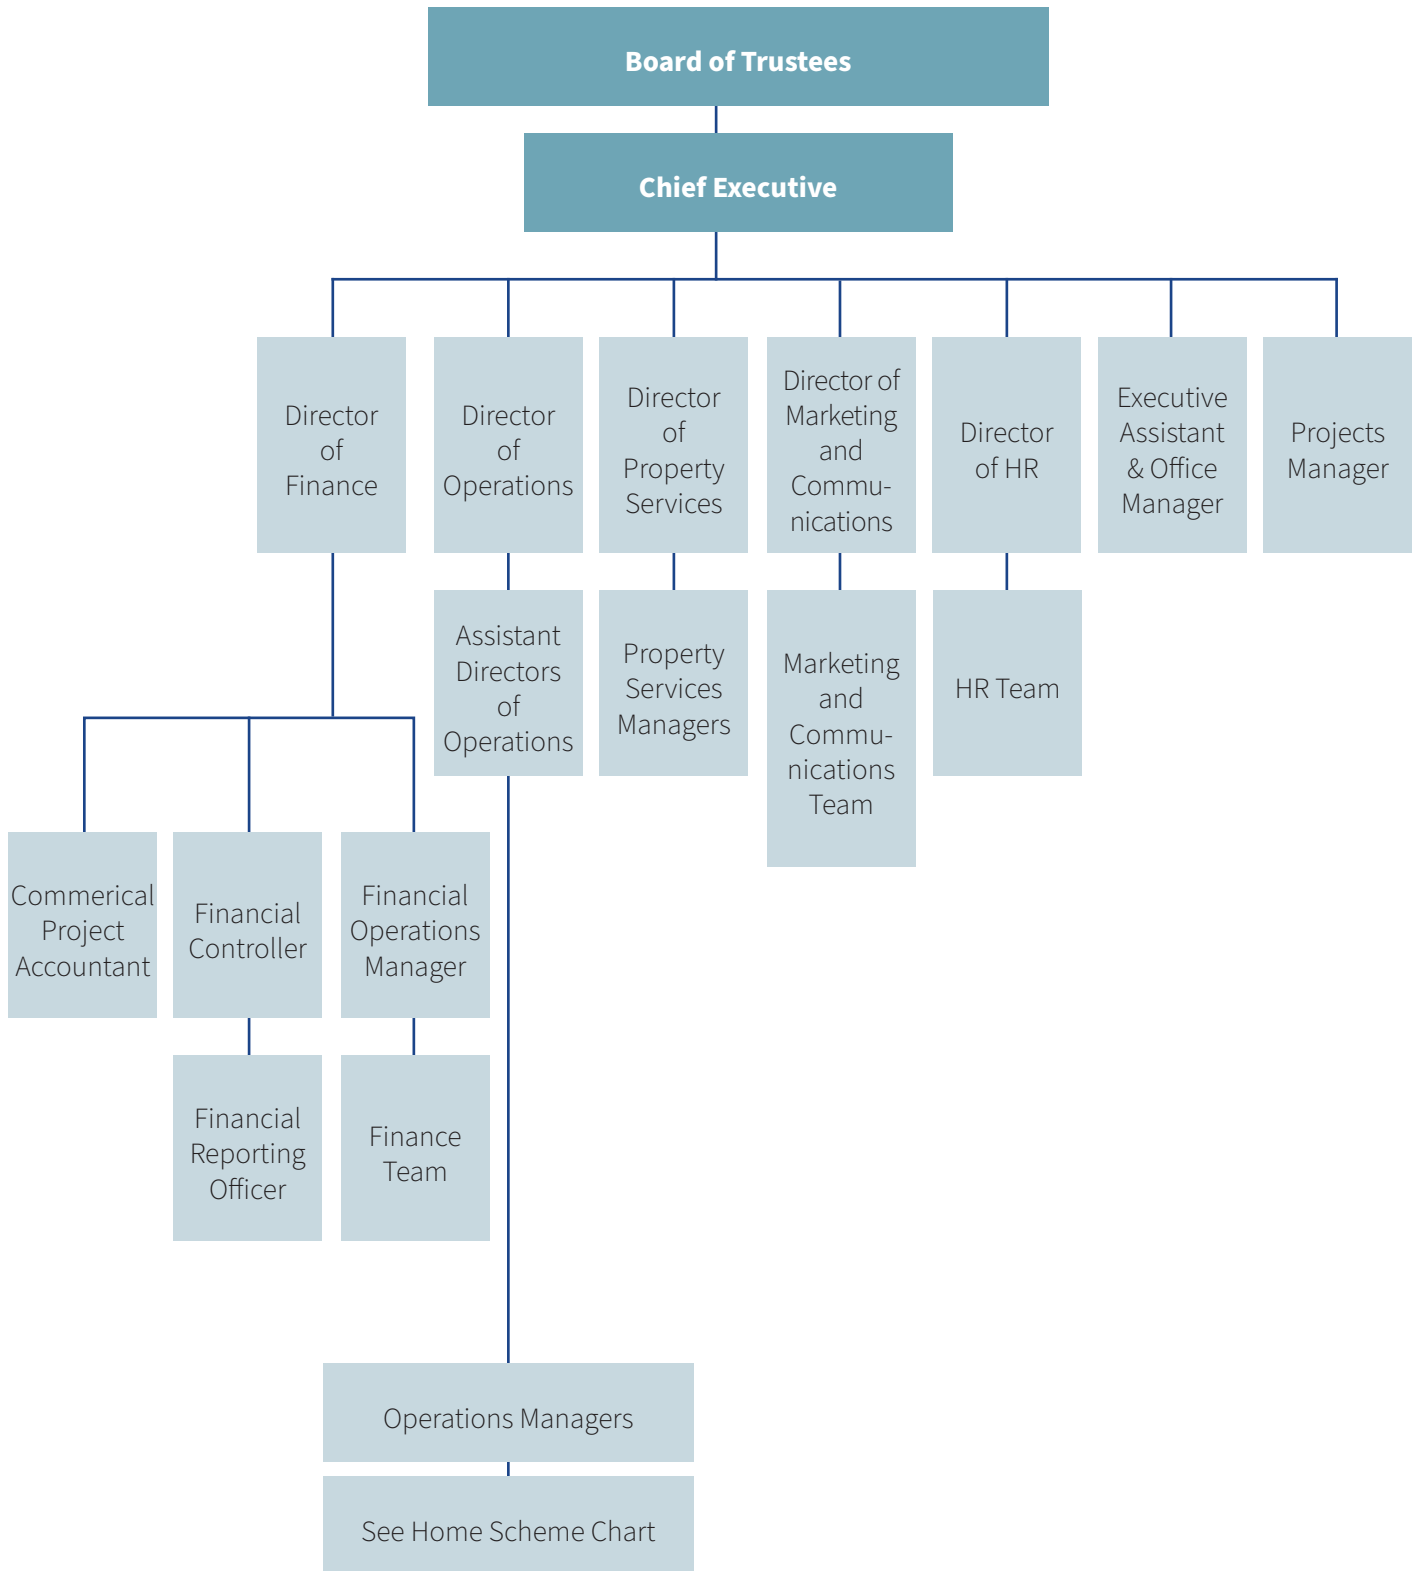 Board of Trustees
Chief Executive
Director
of
Finance
Director
of
Operations
Director
of
Property
Services
Director of
Marketing
and
Commu-
nications
Director
of HR
Executive
Assistant
& Office
Manager
Projects
Manager
Assistant
Directors
of
Operations
Property
Services
Managers
Marketing
and
Commu-
nications
Team
HR Team
Commerical
Project
Accountant
Financial
Controller
Financial
Operations
Manager
Financial
Reporting
Officer
Finance
Team
Operations Managers
See Home Scheme Chart